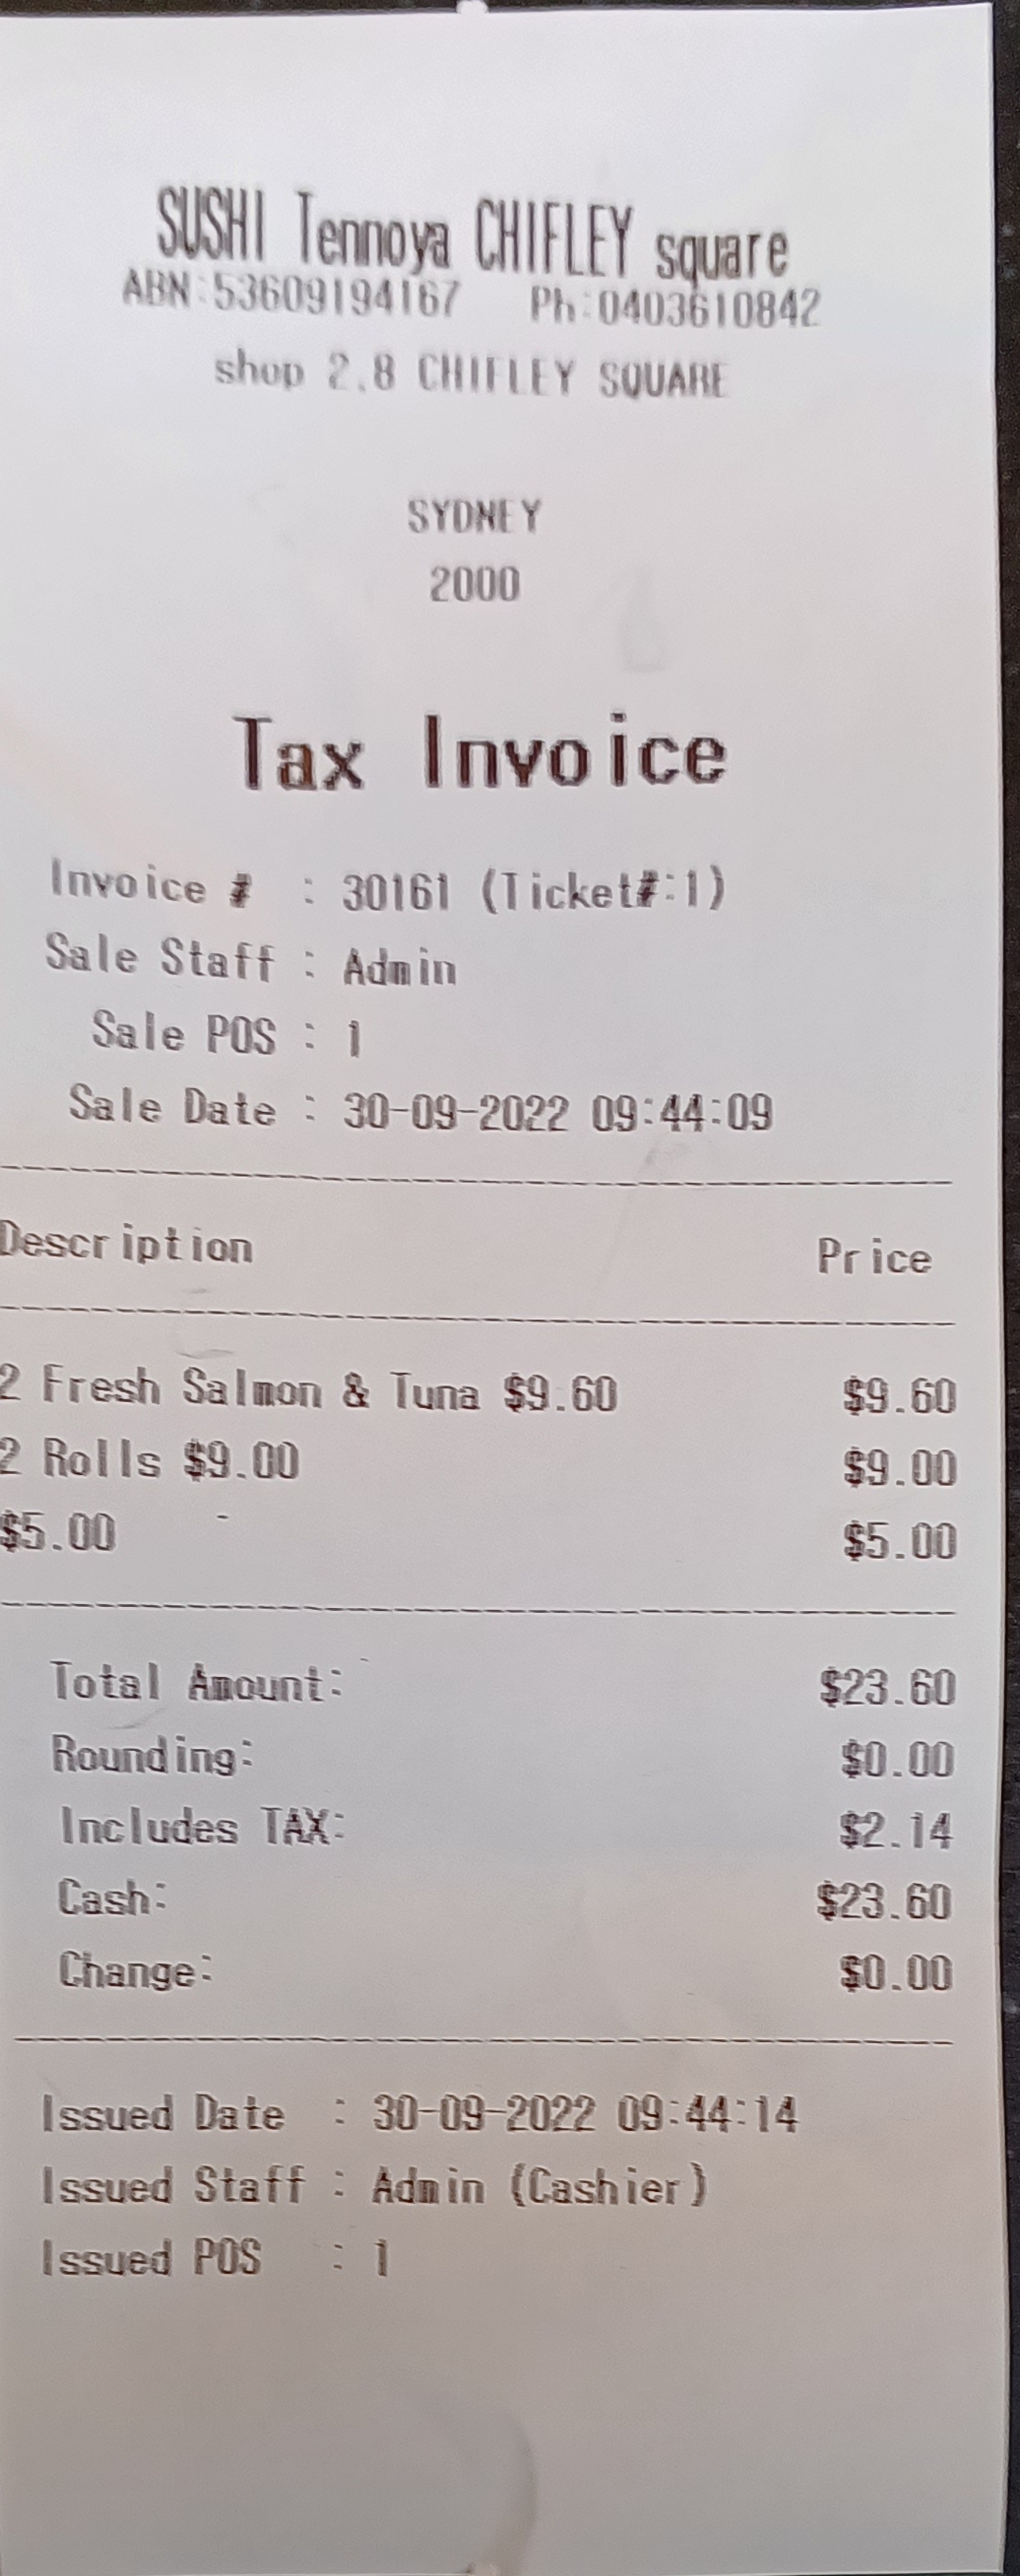 SUSHI Tennoya CHIFLEY square
ABN:53609194167 Ph:0403610842
shop 2,8 CHIFLEY SQUARE
SYDNEY
2000
Tax Invoice
Invoice # : 30161 (Ticket#:1)
Sale Staff : Admin
Sale POS : 1
Sale Date : 30-09-2022 09:44:09
Description Price
2 Fresh Salmon & Tuna $9.60 $9.60
2 Rolls $9.00 $9.00
$5.00 $5.00
Total Amount: $23.60
Rounding: $0.00
Includes TAX: $2.14
Cash: $23.60
Change: $0.00
Issued Date : 30-09-2022 09:44:14
Issued Staff : Admin (Cashier)
Issued POS : 1